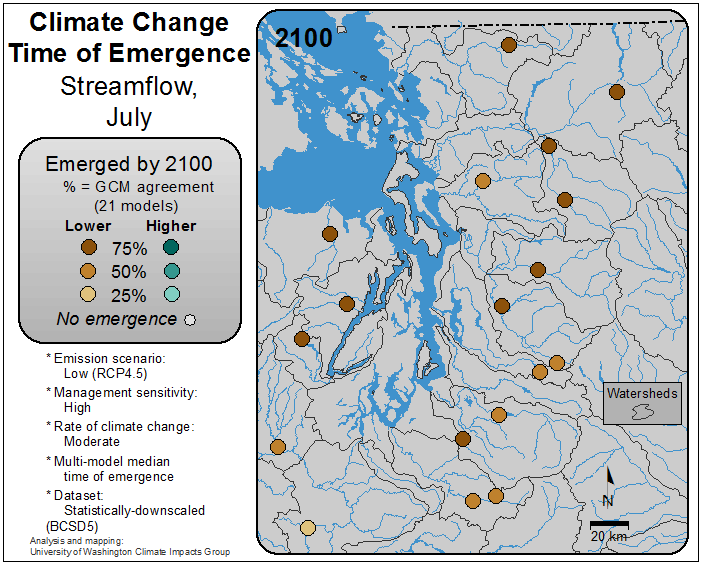 Climate Change
Time of Emergence
Streamflow,
July
Emerged by 2100
% = GCM agreement
(21 models)
Lower Higher
75%
50%
25%
No emergence
* Emission scenario:
Low (RCP4.5)
* Management sensitivity:
High
* Rate of climate change:
Moderate
* Multi-model median
time of emergence
* Dataset:
Statistically-downscaled
(BCSD5)
Analysis and mapping:
University of Washington Climate Impacts Group
2100
Watersheds
N
20 km